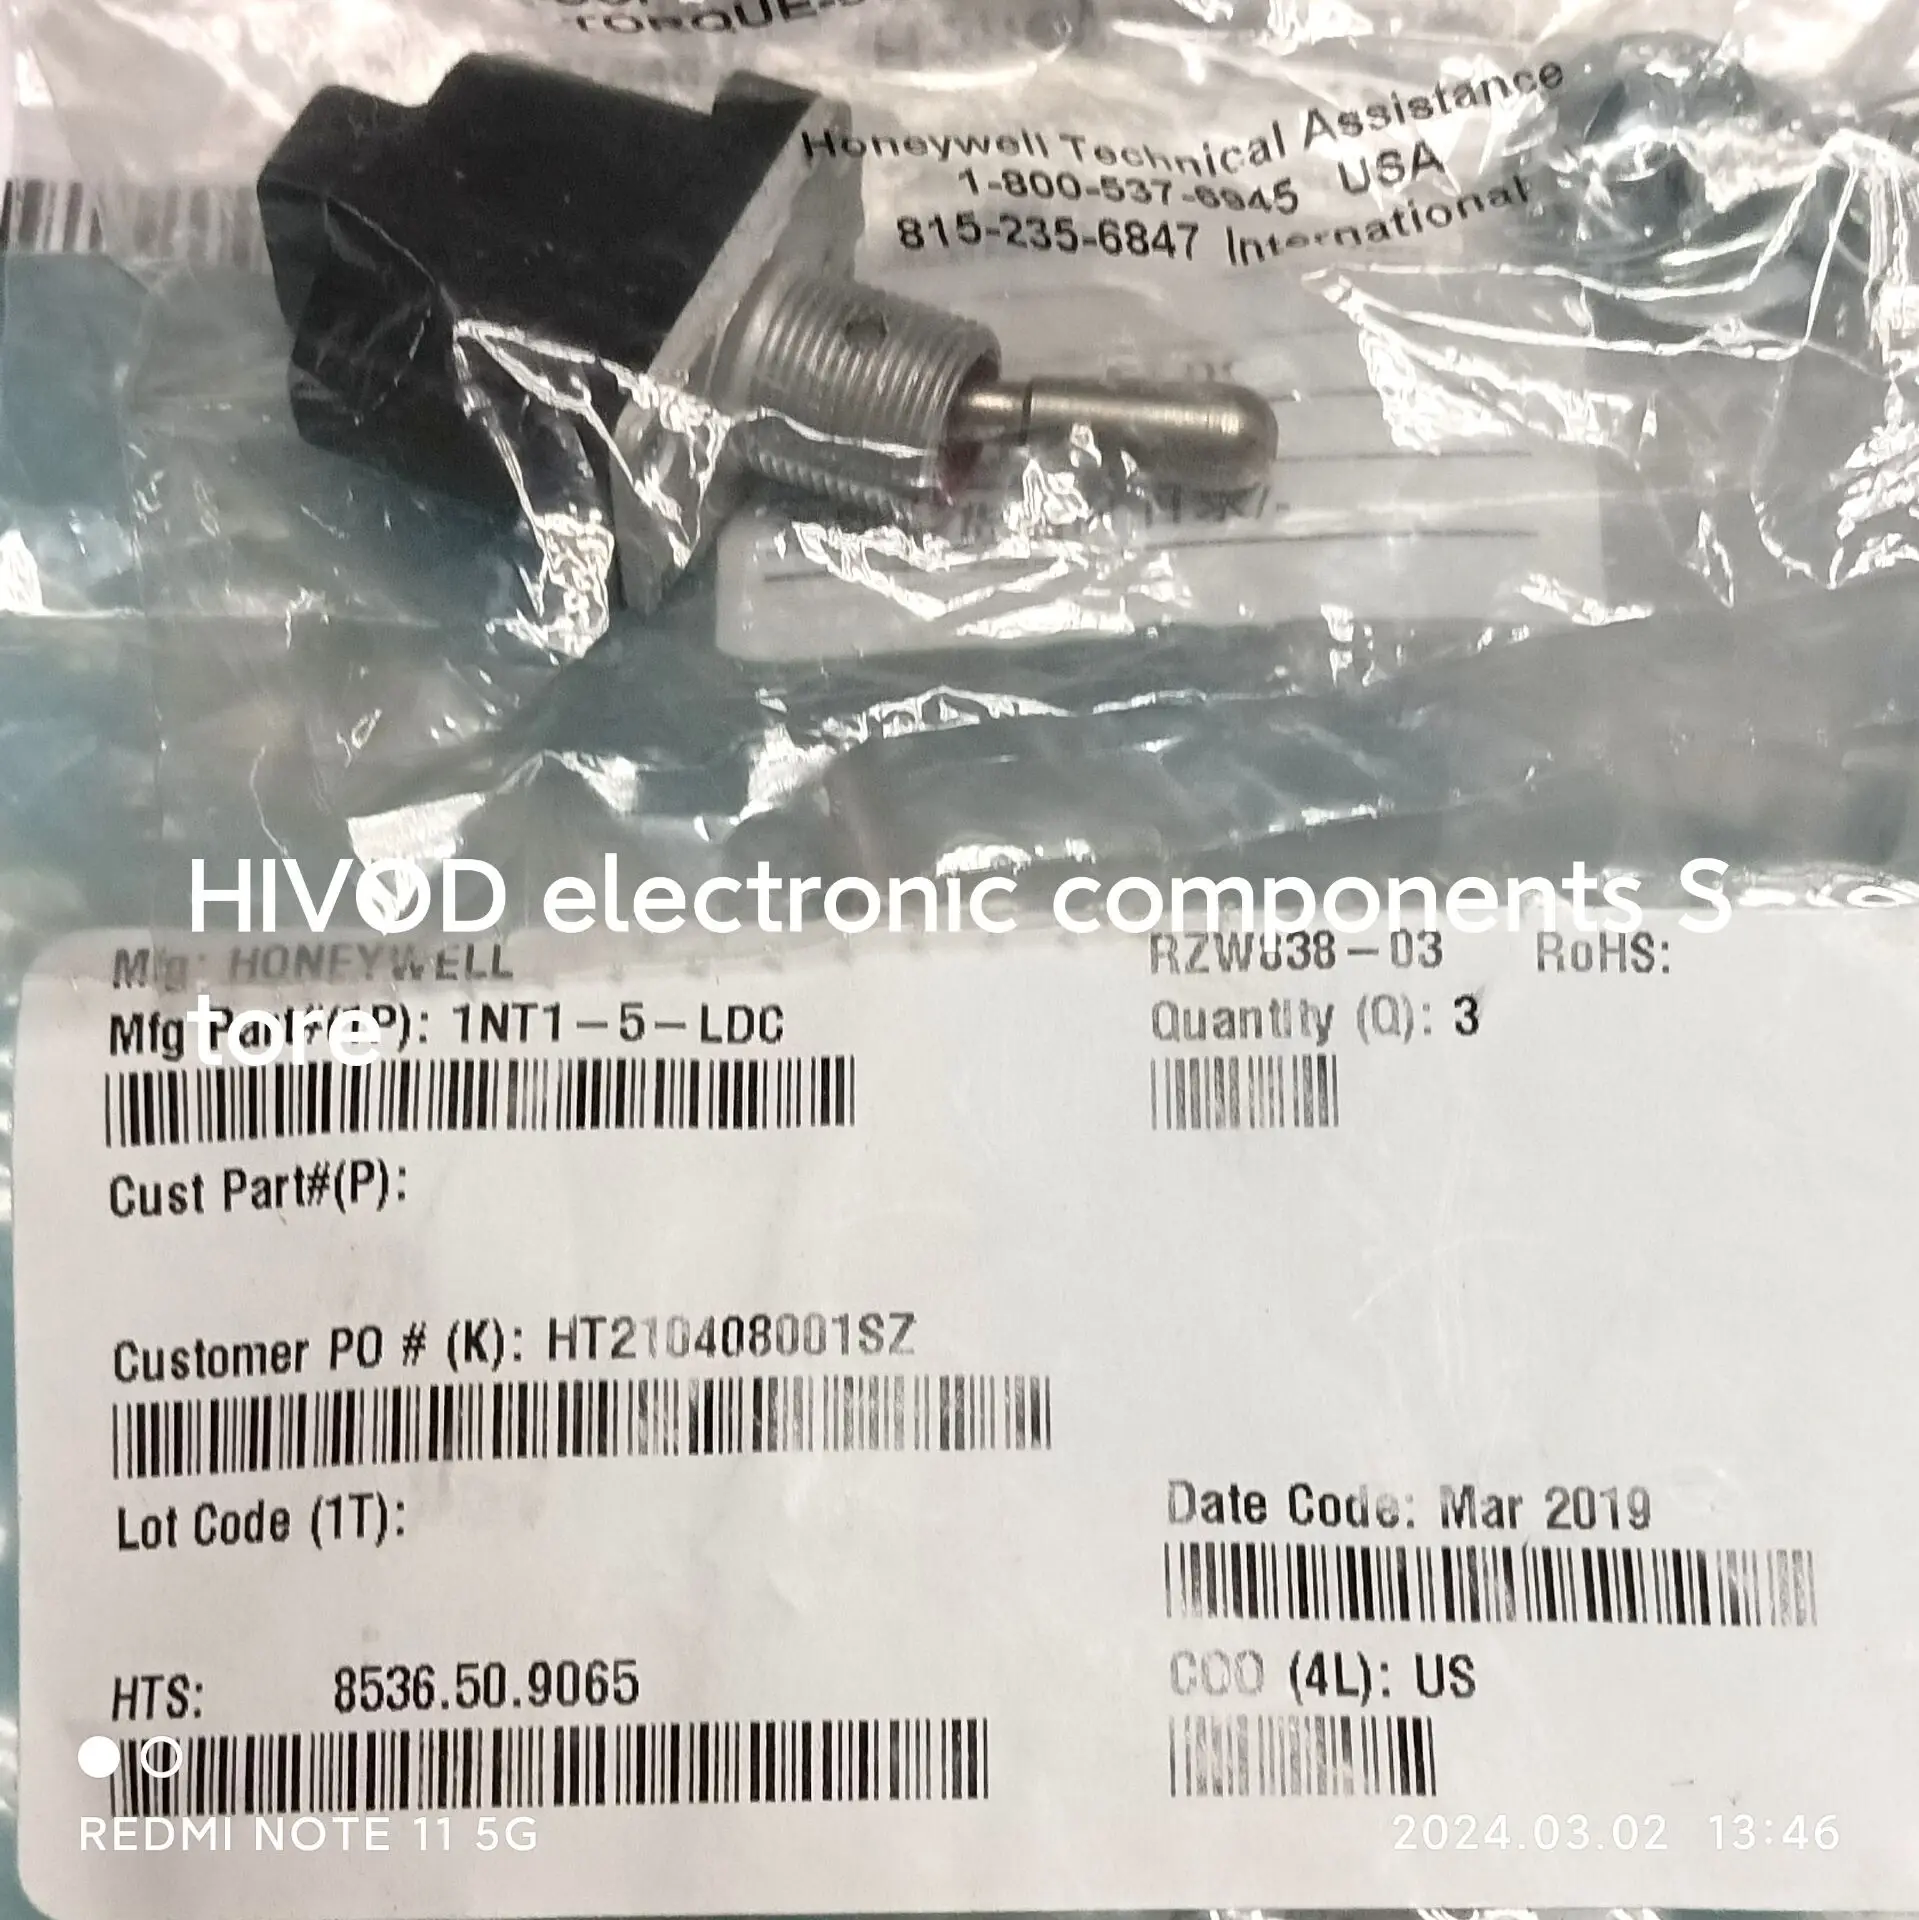 Honeywell Technical Assistance
1-800-537-6945 USA
815-235-6847 International
HIVOD electronic components S
tore
Mfg: HONEYWELL
RZW838-03 RoHS:
Mfg Part#(1P): 1NT1-5-LDC
Quantity (Q): 3
Cust Part#(P):
Customer PO # (K): HT210408001SZ
Lot Code (1T):
Date Code: Mar 2019
HTS: 8536.50.9065
COO (4L): US
REDMI NOTE 11 5G
2024.03.02 13:46